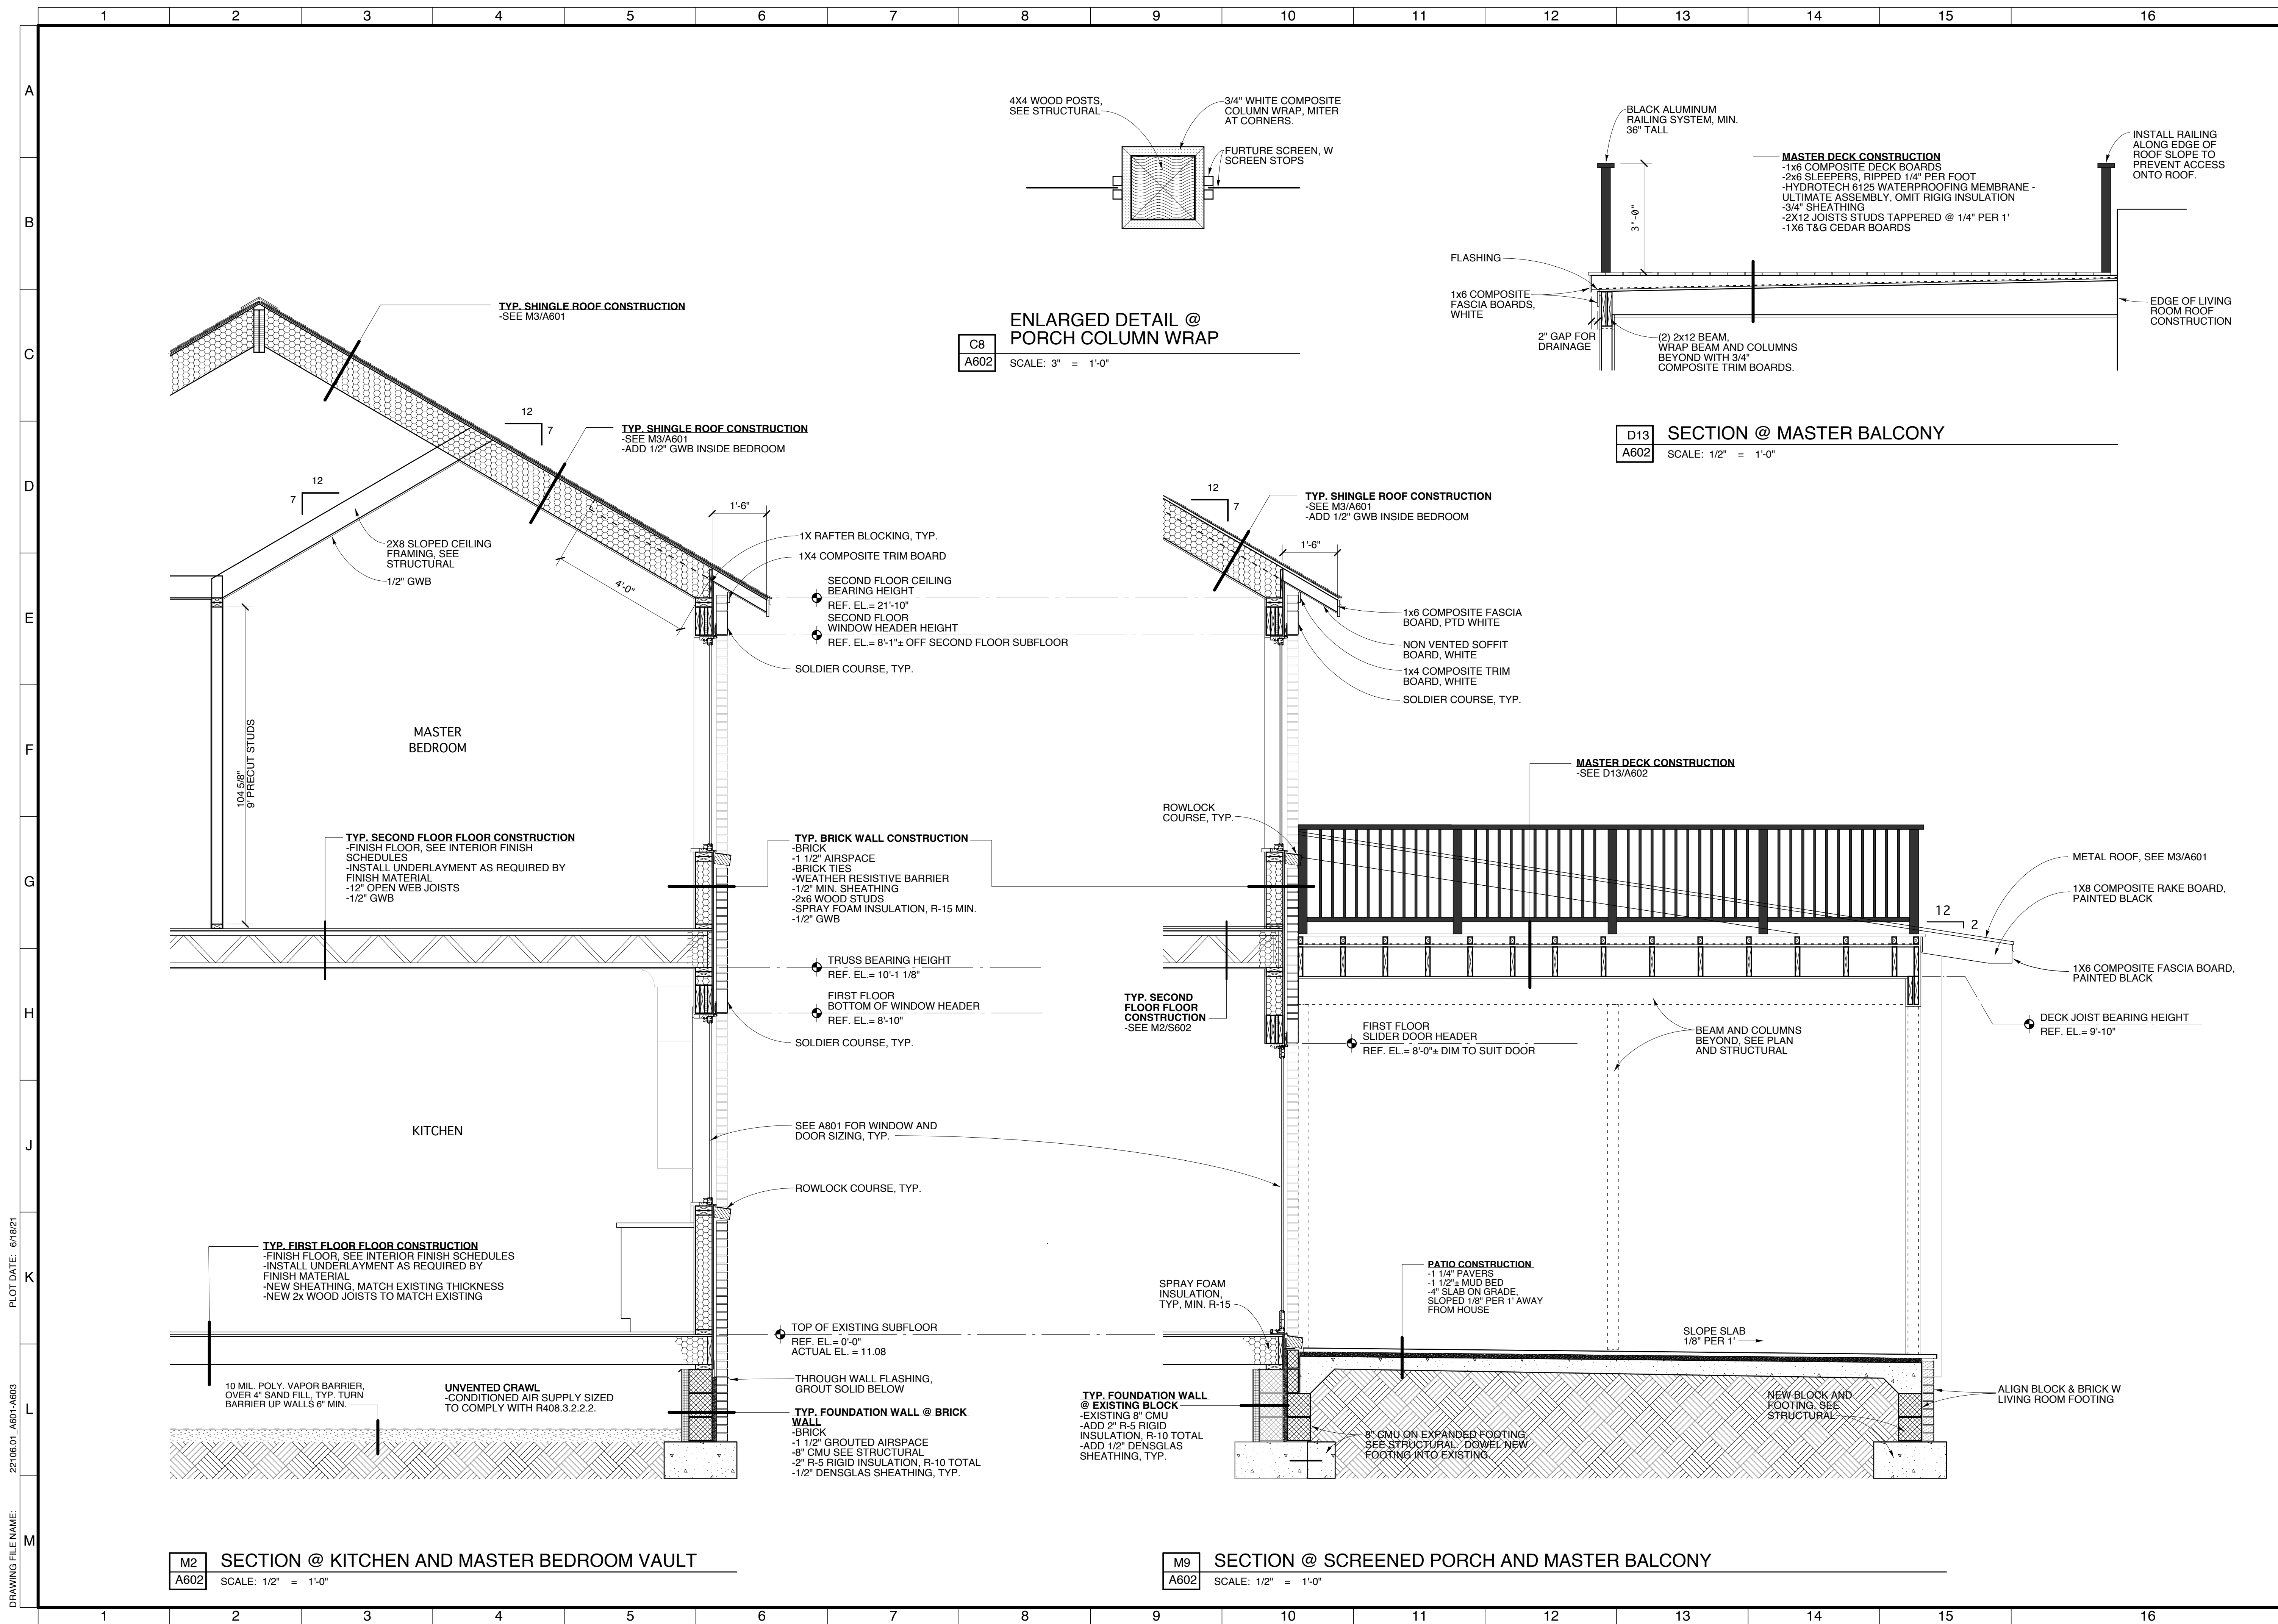 1 2 3 4 5 6 7 8 9 10 11 12 13 14 15 16
A
B
C
D
E
F
G
H
J
K
L
M
4X4 WOOD POSTS,
SEE STRUCTURAL
3/4" WHITE COMPOSITE
COLUMN WRAP, MITER
AT CORNERS.
FURTURE SCREEN, W
SCREEN STOPS
C8
A602
ENLARGED DETAIL @
PORCH COLUMN WRAP
SCALE: 3" = 1'-0"
BLACK ALUMINUM
RAILING SYSTEM, MIN.
36" TALL
MASTER DECK CONSTRUCTION
-1x6 COMPOSITE DECK BOARDS
-2x6 SLEEPERS, RIPPED 1/4" PER FOOT
-HYDROTECH 6125 WATERPROOFING MEMBRANE -
ULTIMATE ASSEMBLY, OMIT RIGIG INSULATION
-3/4" SHEATHING
-2X12 JOISTS STUDS TAPPERED @ 1/4" PER 1'
-1X6 T&G CEDAR BOARDS
INSTALL RAILING
ALONG EDGE OF
ROOF SLOPE TO
PREVENT ACCESS
ONTO ROOF.
3'-0"
FLASHING
1x6 COMPOSITE
FASCIA BOARDS,
WHITE
2" GAP FOR
DRAINAGE
(2) 2x12 BEAM,
WRAP BEAM AND COLUMNS
BEYOND WITH 3/4"
COMPOSITE TRIM BOARDS.
EDGE OF LIVING
ROOM ROOF
CONSTRUCTION
D13
A602
SECTION @ MASTER BALCONY
SCALE: 1/2" = 1'-0"
TYP. SHINGLE ROOF CONSTRUCTION
-SEE M3/A601
12
7
TYP. SHINGLE ROOF CONSTRUCTION
-SEE M3/A601
-ADD 1/2" GWB INSIDE BEDROOM
12
7
2X8 SLOPED CEILING
FRAMING, SEE
STRUCTURAL
1/2" GWB
4'-0"
1'-6"
1X RAFTER BLOCKING, TYP.
1X4 COMPOSITE TRIM BOARD
SECOND FLOOR CEILING
BEARING HEIGHT
REF. EL.= 21'-10"
SECOND FLOOR
WINDOW HEADER HEIGHT
REF. EL.= 8'-1"± OFF SECOND FLOOR SUBFLOOR
SOLDIER COURSE, TYP.
104 5/8"
9' PRECUT STUDS
MASTER
BEDROOM
TYP. SECOND FLOOR FLOOR CONSTRUCTION
-FINISH FLOOR, SEE INTERIOR FINISH
SCHEDULES
-INSTALL UNDERLAYMENT AS REQUIRED BY
FINISH MATERIAL
-12" OPEN WEB JOISTS
-1/2" GWB
TYP. BRICK WALL CONSTRUCTION
-BRICK
-1 1/2" AIRSPACE
-BRICK TIES
-WEATHER RESISTIVE BARRIER
-1/2" MIN. SHEATHING
-2x6 WOOD STUDS
-SPRAY FOAM INSULATION, R-15 MIN.
-1/2" GWB
TRUSS BEARING HEIGHT
REF. EL.= 10'-1 1/8"
FIRST FLOOR
BOTTOM OF WINDOW HEADER
REF. EL.= 8'-10"
SOLDIER COURSE, TYP.
KITCHEN
SEE A801 FOR WINDOW AND
DOOR SIZING, TYP.
ROWLOCK COURSE, TYP.
TYP. FIRST FLOOR FLOOR CONSTRUCTION
-FINISH FLOOR, SEE INTERIOR FINISH SCHEDULES
-INSTALL UNDERLAYMENT AS REQUIRED BY
FINISH MATERIAL
-NEW SHEATHING, MATCH EXISTING THICKNESS
-NEW 2x WOOD JOISTS TO MATCH EXISTING
TOP OF EXISTING SUBFLOOR
REF. EL.= 0'-0"
ACTUAL EL. = 11.08
10 MIL. POLY. VAPOR BARRIER,
OVER 4" SAND FILL, TYP. TURN
BARRIER UP WALLS 6" MIN.
UNVENTED CRAWL
-CONDITIONED AIR SUPPLY SIZED
TO COMPLY WITH R408.3.2.2.2.
THROUGH WALL FLASHING,
GROUT SOLID BELOW
TYP. FOUNDATION WALL @ BRICK
WALL
-BRICK
-1 1/2" GROUTED AIRSPACE
-8" CMU SEE STRUCTURAL
-2" R-5 RIGID INSULATION, R-10 TOTAL
-1/2" DENSGLAS SHEATHING, TYP.
M2
A602
SECTION @ KITCHEN AND MASTER BEDROOM VAULT
SCALE: 1/2" = 1'-0"
12
7
TYP. SHINGLE ROOF CONSTRUCTION
-SEE M3/A601
-ADD 1/2" GWB INSIDE BEDROOM
1'-6"
1x6 COMPOSITE FASCIA
BOARD, PTD WHITE
NON VENTED SOFFIT
BOARD, WHITE
1x4 COMPOSITE TRIM
BOARD, WHITE
SOLDIER COURSE, TYP.
MASTER DECK CONSTRUCTION
-SEE D13/A602
ROWLOCK
COURSE, TYP.
METAL ROOF, SEE M3/A601
1X8 COMPOSITE RAKE BOARD,
PAINTED BLACK
12
2
1X6 COMPOSITE FASCIA BOARD,
PAINTED BLACK
TYP. SECOND
FLOOR FLOOR
CONSTRUCTION
-SEE M2/S602
FIRST FLOOR
SLIDER DOOR HEADER
REF. EL.= 8'-0"± DIM TO SUIT DOOR
BEAM AND COLUMNS
BEYOND, SEE PLAN
AND STRUCTURAL
DECK JOIST BEARING HEIGHT
REF. EL.= 9'-10"
SPRAY FOAM
INSULATION,
TYP, MIN. R-15
PATIO CONSTRUCTION
-1 1/4" PAVERS
-1 1/2"± MUD BED
-4" SLAB ON GRADE,
SLOPED 1/8" PER 1' AWAY
FROM HOUSE
SLOPE SLAB
1/8" PER 1'
TYP. FOUNDATION WALL
@ EXISTING BLOCK
-EXISTING 8" CMU
-ADD 2" R-5 RIGID
INSULATION, R-10 TOTAL
-ADD 1/2" DENSGLAS
SHEATHING, TYP.
8" CMU ON EXPANDED FOOTING,
SEE STRUCTURAL. DOWEL NEW
FOOTING INTO EXISTING.
NEW BLOCK AND
FOOTING, SEE
STRUCTURAL
ALIGN BLOCK & BRICK W
LIVING ROOM FOOTING
M9
A602
SECTION @ SCREENED PORCH AND MASTER BALCONY
SCALE: 1/2" = 1'-0"
DRAWING FILE NAME: 22106.01_A601-A603 PLOT DATE: 6/18/21
1 2 3 4 5 6 7 8 9 10 11 12 13 14 15 16